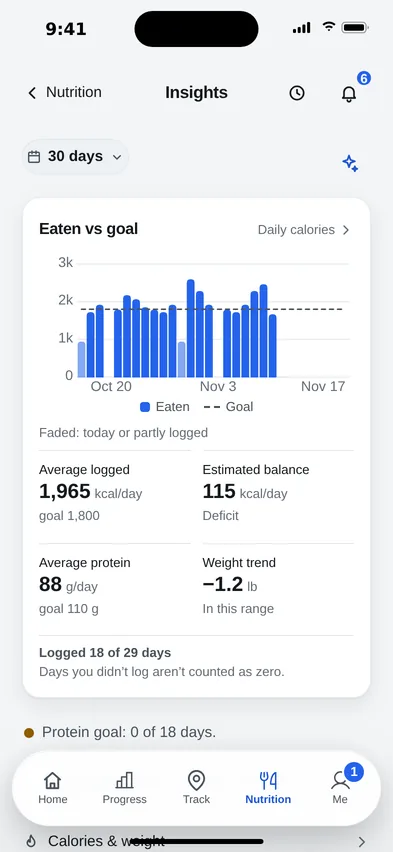 9:41
6
Nutrition
Insights
30 days
Eaten vs goal
Daily calories
3k
2k
1k
0
Oct 20
Nov 3
Nov 17
Eaten
Goal
Faded: today or partly logged
Average logged
1,965 kcal/day
goal 1,800
Estimated balance
115 kcal/day
Deficit
Average protein
88 g/day
goal 110 g
Weight trend
−1.2 lb
In this range
Logged 18 of 29 days
Days you didn’t log aren’t counted as zero.
Protein goal: 0 of 18 days.
Home
Progress
Track
Nutrition
1
Me
Calories & weight